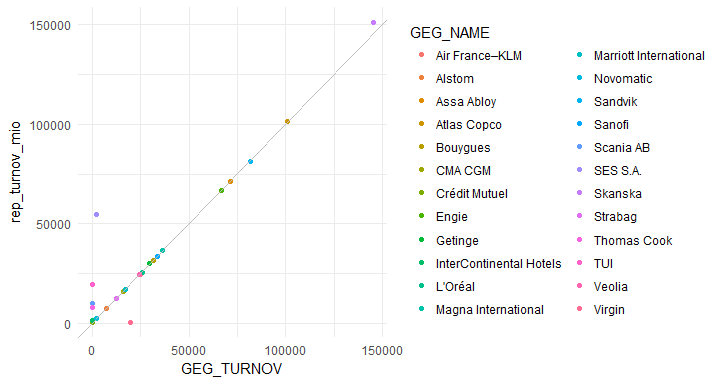 150000
100000
50000
0
rep_turnov_mio
0
50000
100000
150000
GEG_TURNOV
GEG_NAME
Air France–KLM
Alstom
Assa Abloy
Atlas Copco
Bouygues
CMA CGM
Crédit Mutuel
Engie
Getinge
InterContinental Hotels
L'Oréal
Magna International
Marriott International
Novomatic
Sandvik
Sanofi
Scania AB
SES S.A.
Skanska
Strabag
Thomas Cook
TUI
Veolia
Virgin